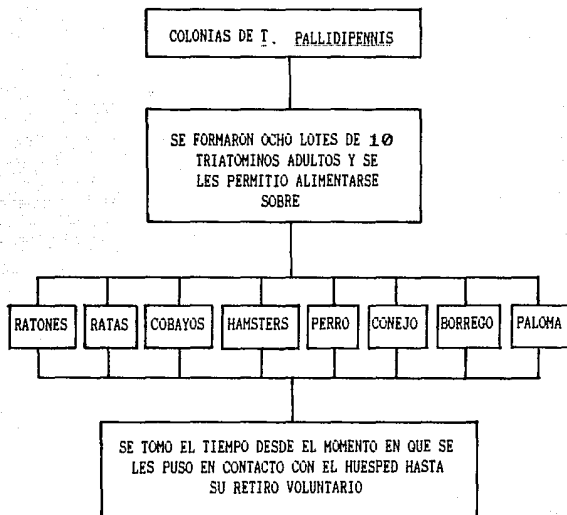 COLONIAS DE T. PALLIDIPENNIS
SE FORMARON OCHO LOTES DE 10
TRIATOMINOS ADULTOS Y SE
LES PERMITIO ALIMENTARSE
SOBRE
RATONES RATAS COBAYOS HAMSTERS PERRO CONEJO BORREGO PALOMA
SE TOMO EL TIEMPO DESDE EL MOMENTO EN QUE SE
LES PUSO EN CONTACTO CON EL HUESPED HASTA
SU RETIRO VOLUNTARIO